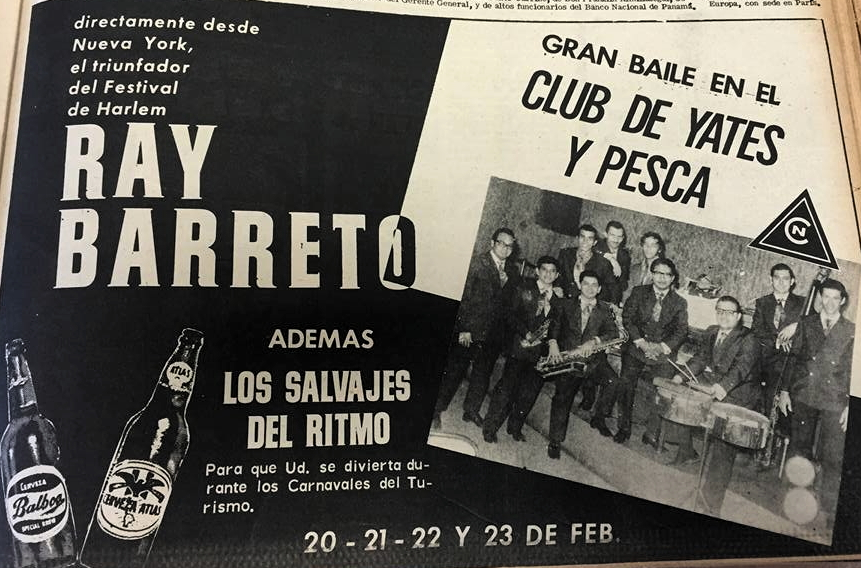 del Gerente General, y de altos funcionarios del Banco Nacional de Panamá.
Europa, con sede en París.
directamente desde
Nueva York,
el triunfador
del Festival
de Harlem
RAY
BARRETO
GRAN BAILE EN EL
CLUB DE YATES
Y PESCA
CN
ADEMAS
LOS SALVAJES
DEL RITMO
Para que Ud. se divierta du-
rante los Carnavales del Tu-
rismo.
20 - 21 - 22 Y 23 DE FEB.
CERVEZA
Balboa
ATLAS
CERVEZA ATLAS